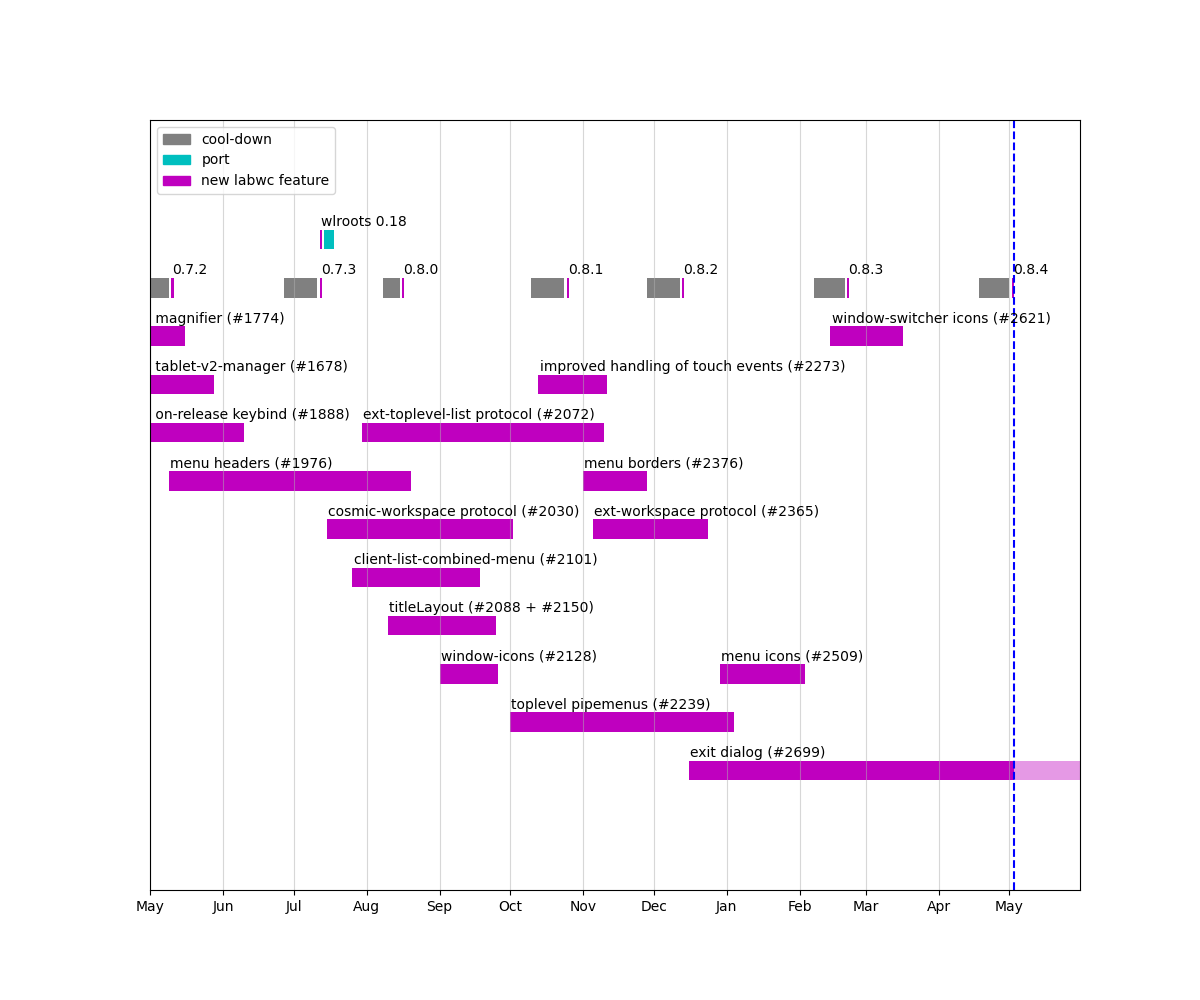 cool-down
port
new labwc feature
wlroots 0.18
0.7.2
0.7.3
0.8.0
0.8.1
0.8.2
0.8.3
0.8.4
magnifier (#1774)
window-switcher icons (#2621)
tablet-v2-manager (#1678)
improved handling of touch events (#2273)
on-release keybind (#1888)
ext-toplevel-list protocol (#2072)
menu headers (#1976)
menu borders (#2376)
cosmic-workspace protocol (#2030)
ext-workspace protocol (#2365)
client-list-combined-menu (#2101)
titleLayout (#2088 + #2150)
window-icons (#2128)
menu icons (#2509)
toplevel pipemenus (#2239)
exit dialog (#2699)
May
Jun
Jul
Aug
Sep
Oct
Nov
Dec
Jan
Feb
Mar
Apr
May